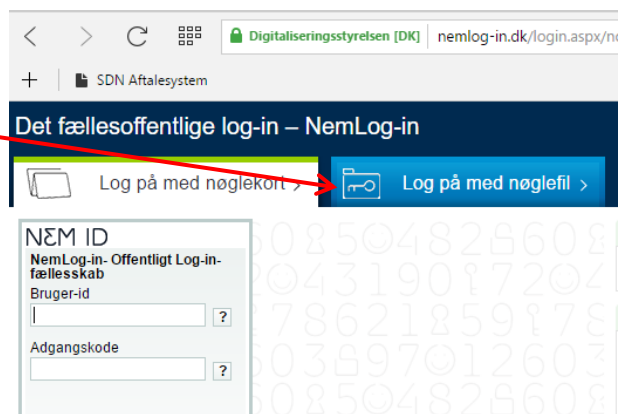 Digitaliseringsstyrelsen [DK] nemlog-in.dk/login.aspx/no
SDN Aftalesystem
Det fællesoffentlige log-in – NemLog-in
Log på med nøglekort > Log på med nøglefil >
NEM ID
NemLog-in- Offentligt Log-in-
fællesskab
Bruger-id
?
Adgangskode
?